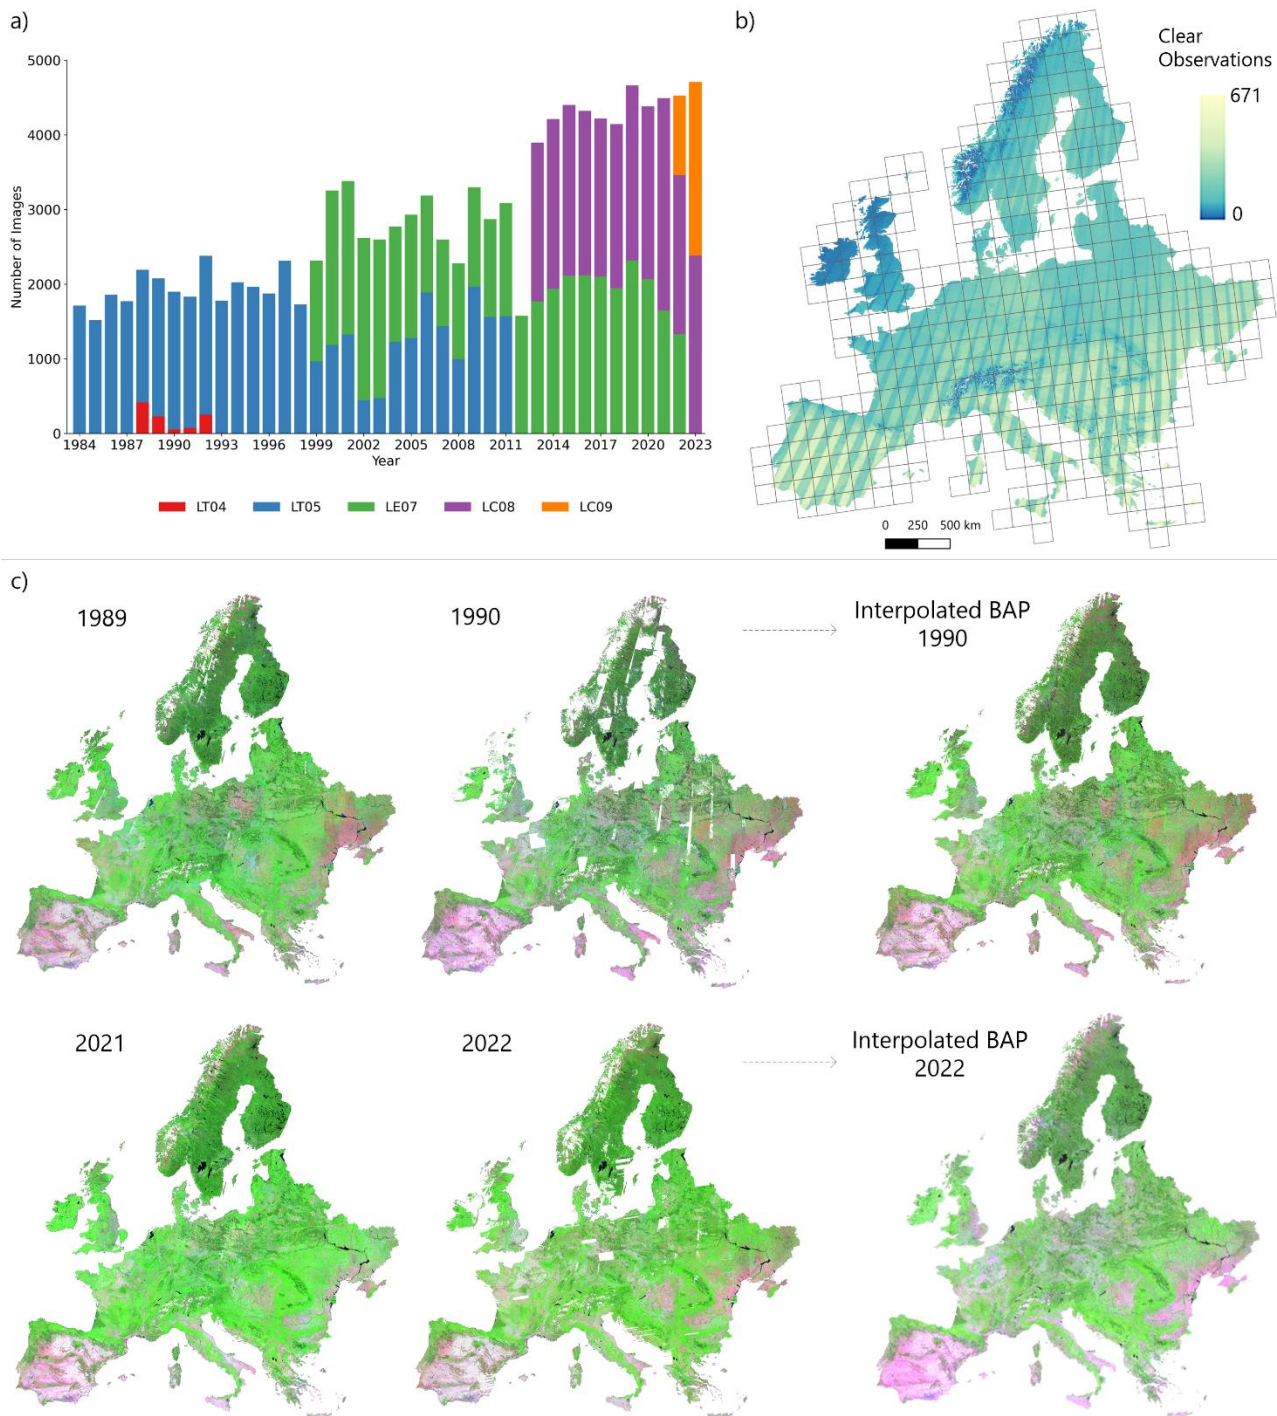 a)
5000
4000
3000
2000
1000
0
Number of Images
1984 1987 1990 1993 1996 1999 2002 2005 2008 2011 2014 2017 2020 2023
Year
LT04 LT05 LE07 LC08 LC09
b)
Clear
Observations
671
0
0 250 500 km
c)
1989
1990
Interpolated BAP
1990
2021
2022
Interpolated BAP
2022